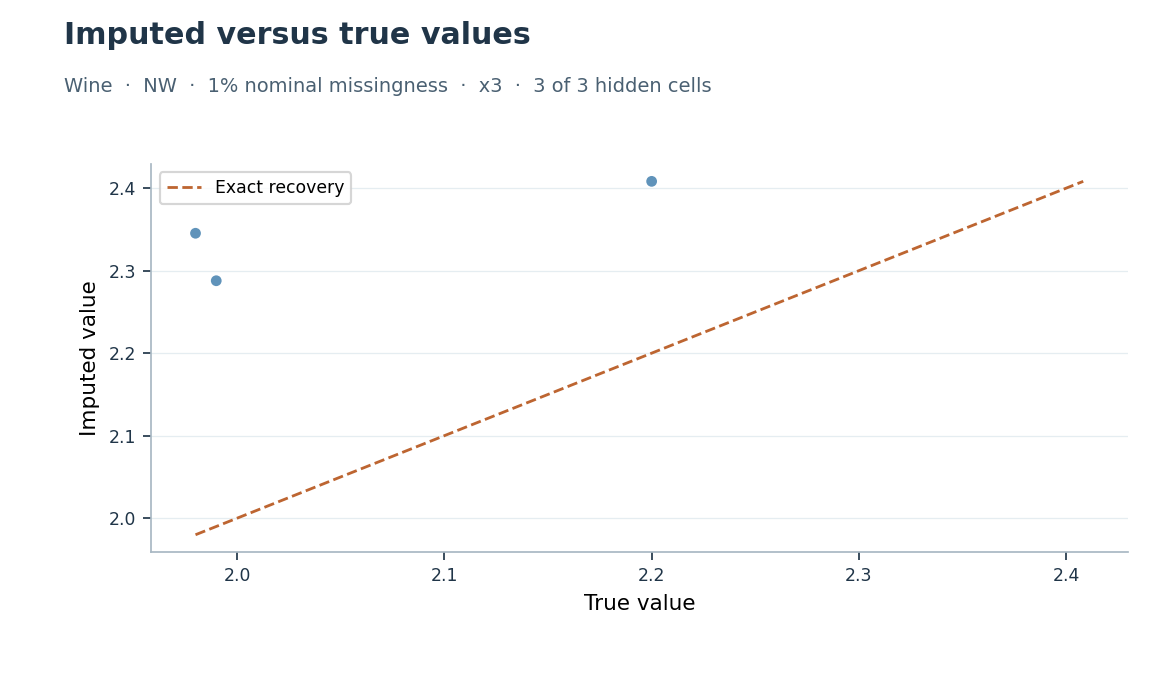 Imputed versus true values
Wine · NW · 1% nominal missingness · x3 · 3 of 3 hidden cells
Exact recovery
2.4
2.3
2.2
2.1
2.0
Imputed value
2.0 2.1 2.2 2.3 2.4
True value